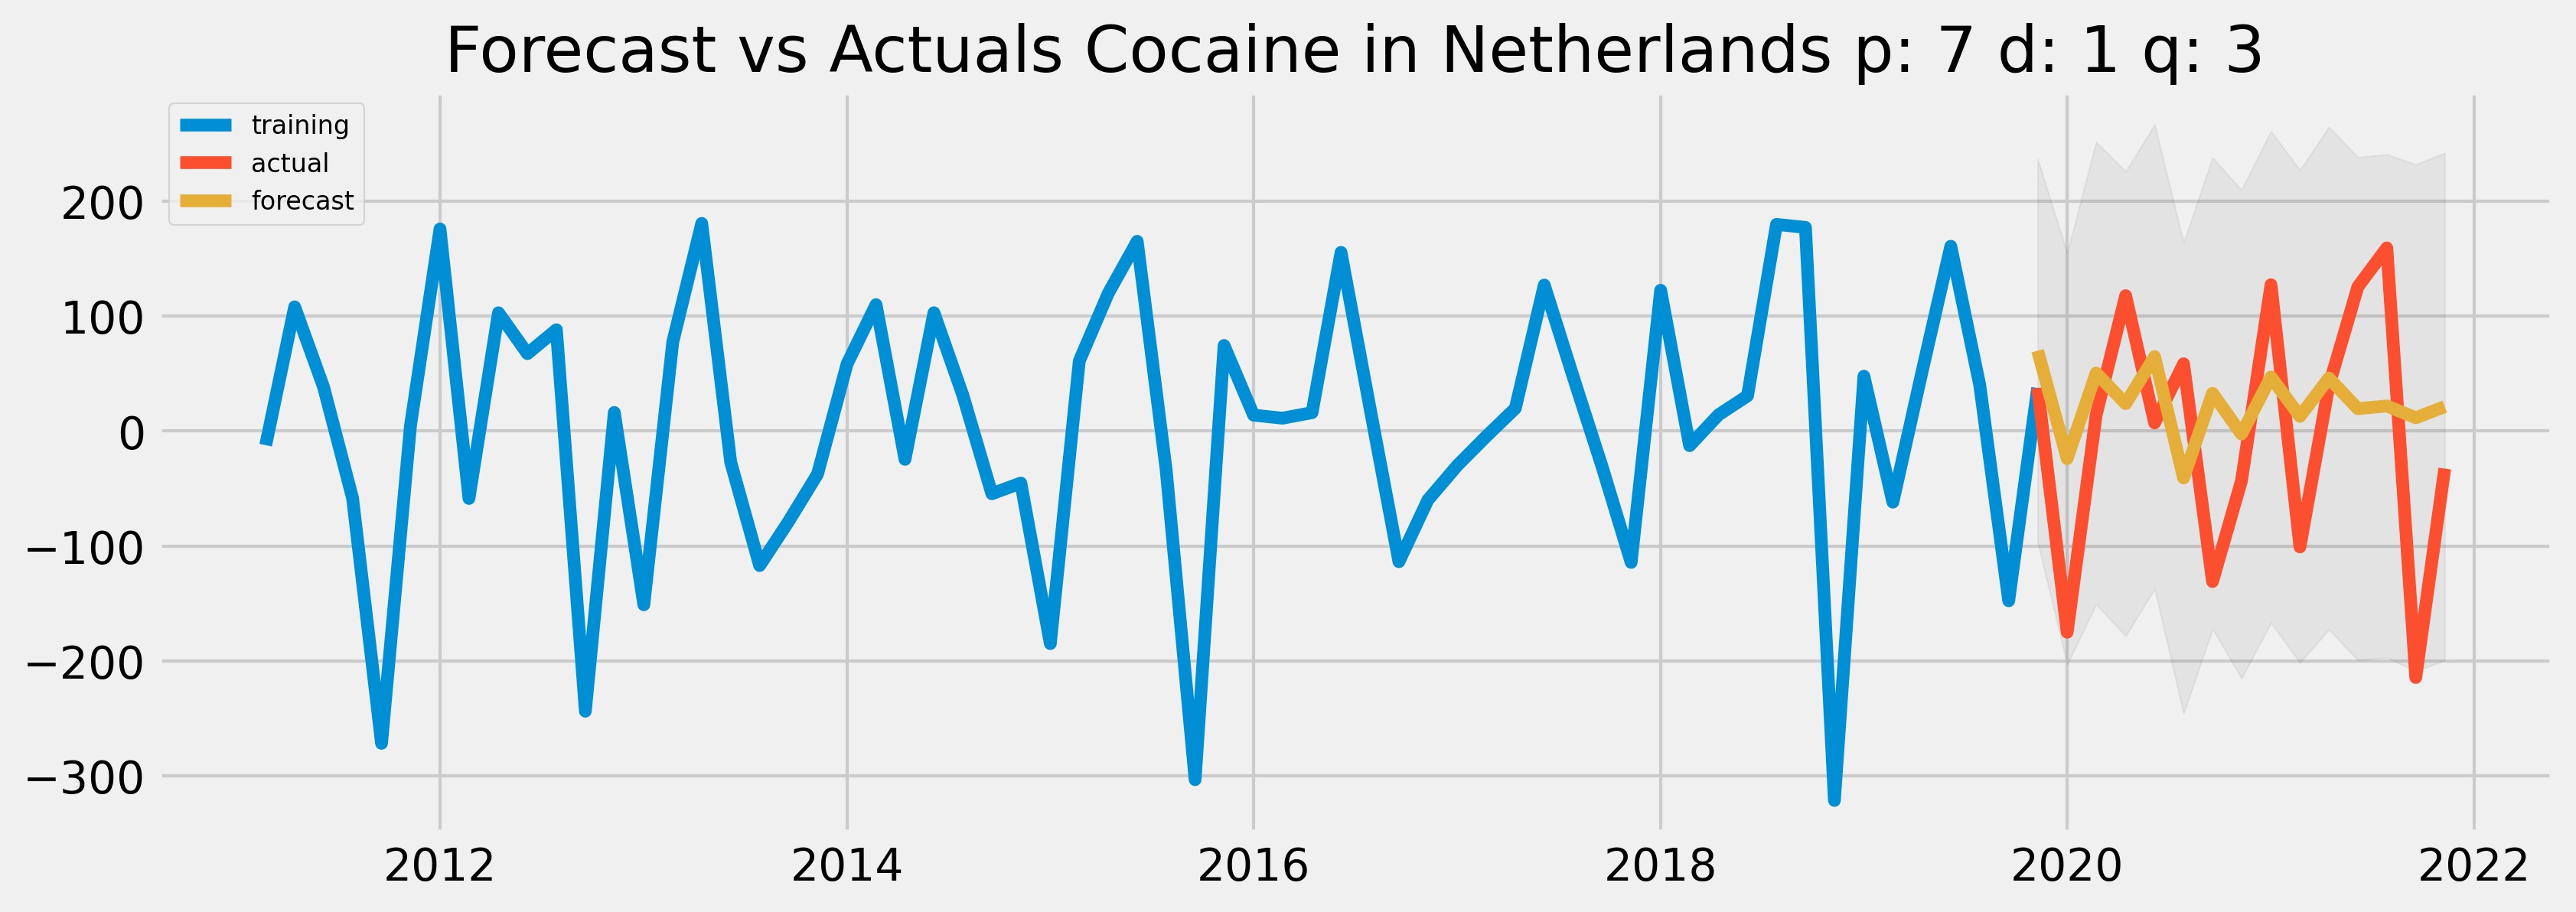 Forecast vs Actuals Cocaine in Netherlands p: 7 d: 1 q: 3
training
actual
forecast
200
100
0
−100
−200
−300
2012 2014 2016 2018 2020 2022